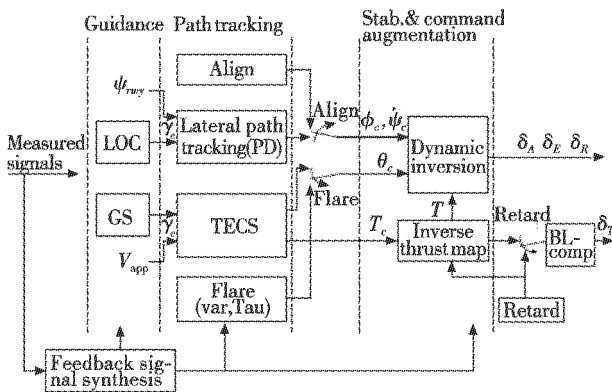 Guidance Path tracking Stab.& command
augmentation
Align
ψrwy
Align
γc
ϕc, ψ̇c
Measured
signals
LOC
Lateral path
tracking(PD)
Dynamic
inversion
δA δE δR
θc
Flare
GS
γc
TECS
T
Retard
Tc
Inverse
thrust map
BL-
comp
δT
Vapp
Flare
(var,Tau)
Retard
Feedback sig-
nal synthesis